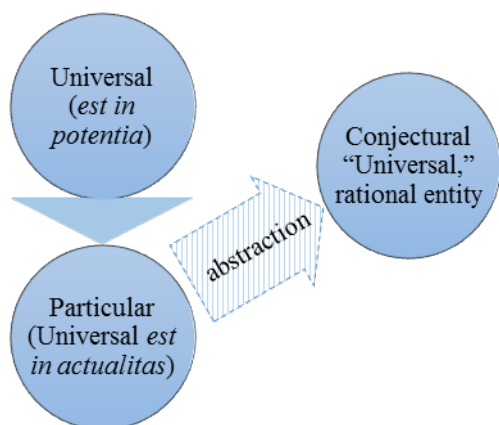 Universal
(est in
potentia)
Conjectural
“Universal,”
rational entity
abstraction
Particular
(Universal est
in actualitas)